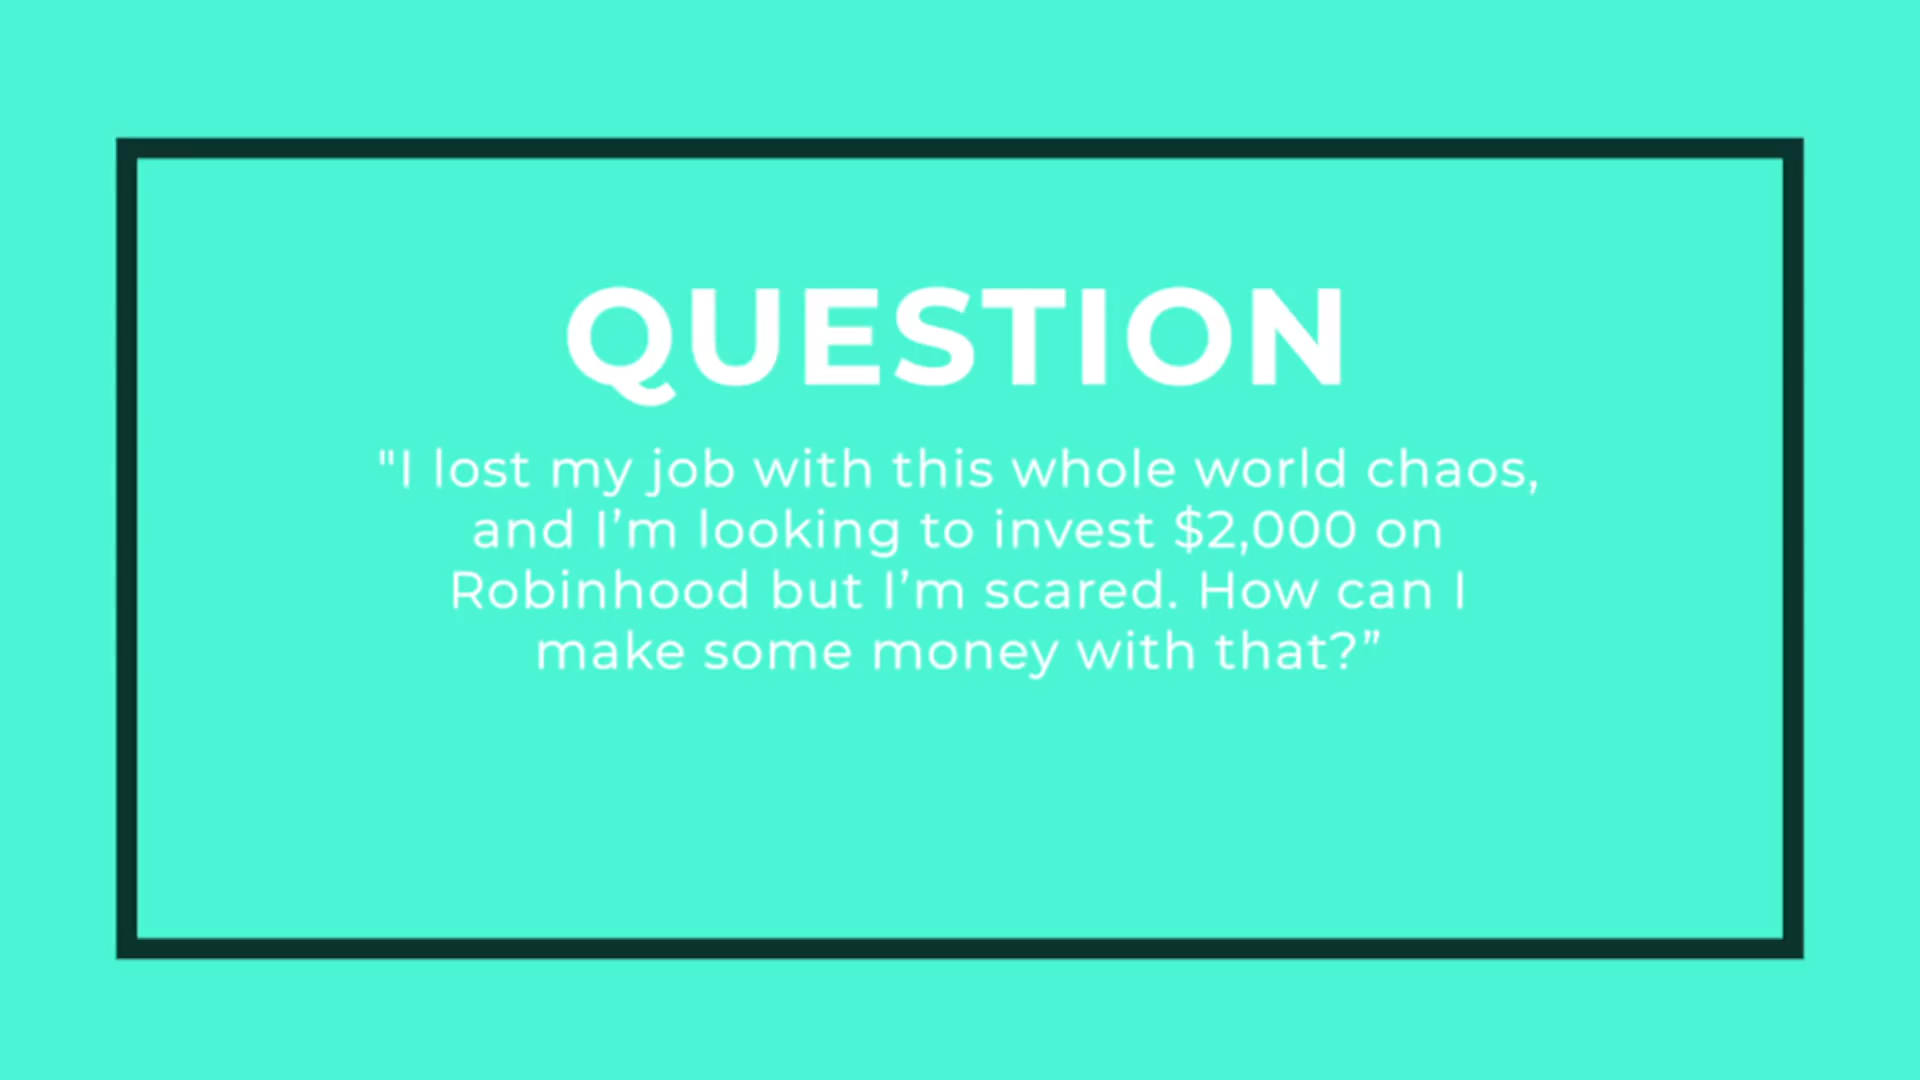 QUESTION
"I lost my job with this whole world chaos,
and I’m looking to invest $2,000 on
Robinhood but I’m scared. How can I
make some money with that?”